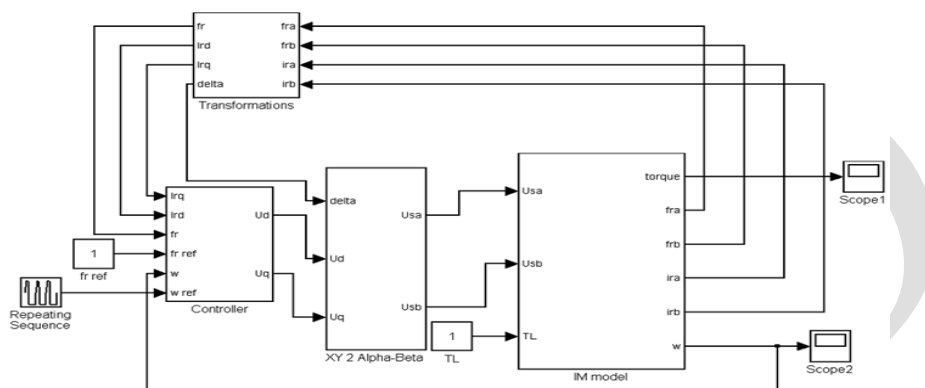 fr
Ird
Irq
delta
fra
frb
ira
irb
Transformations
Irq
Ird
fr
fr ref
w
w ref
Ud
Uq
Controller
1
fr ref
Repeating
Sequence
delta
Ud
Uq
Usa
Usb
XY 2 Alpha-Beta
1
TL
Usa
Usb
TL
torque
fra
frb
ira
irb
w
IM model
Scope1
Scope2